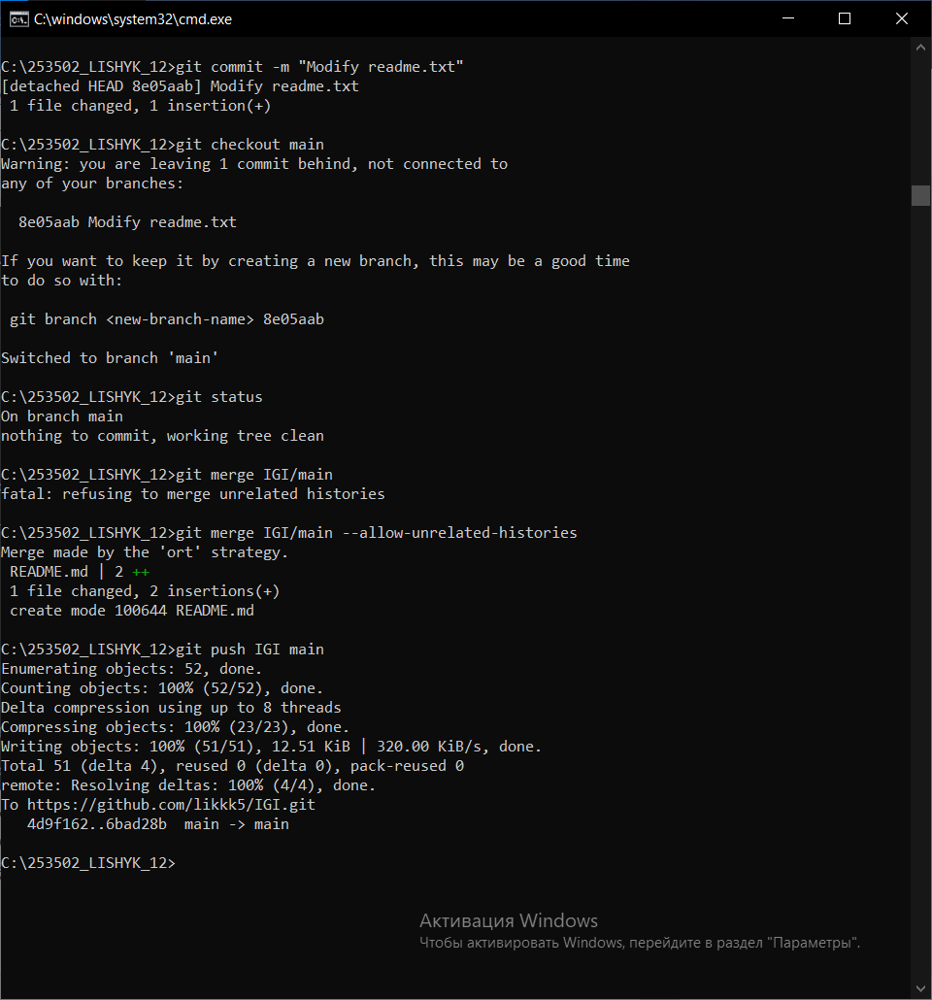 C:\windows\system32\cmd.exe
C:\253502_LISHYK_12>git commit -m "Modify readme.txt"
[detached HEAD 8e05aab] Modify readme.txt
 1 file changed, 1 insertion(+)
C:\253502_LISHYK_12>git checkout main
Warning: you are leaving 1 commit behind, not connected to
any of your branches:
  8e05aab Modify readme.txt
If you want to keep it by creating a new branch, this may be a good time
to do so with:
 git branch <new-branch-name> 8e05aab
Switched to branch 'main'
C:\253502_LISHYK_12>git status
On branch main
nothing to commit, working tree clean
C:\253502_LISHYK_12>git merge IGI/main
fatal: refusing to merge unrelated histories
C:\253502_LISHYK_12>git merge IGI/main --allow-unrelated-histories
Merge made by the 'ort' strategy.
 README.md | 2 ++
 1 file changed, 2 insertions(+)
 create mode 100644 README.md
C:\253502_LISHYK_12>git push IGI main
Enumerating objects: 52, done.
Counting objects: 100% (52/52), done.
Delta compression using up to 8 threads
Compressing objects: 100% (23/23), done.
Writing objects: 100% (51/51), 12.51 KiB | 320.00 KiB/s, done.
Total 51 (delta 4), reused 0 (delta 0), pack-reused 0
remote: Resolving deltas: 100% (4/4), done.
To https://github.com/likkk5/IGI.git
   4d9f162..6bad28b  main -> main
C:\253502_LISHYK_12>
Активация Windows
Чтобы активировать Windows, перейдите в раздел "Параметры".